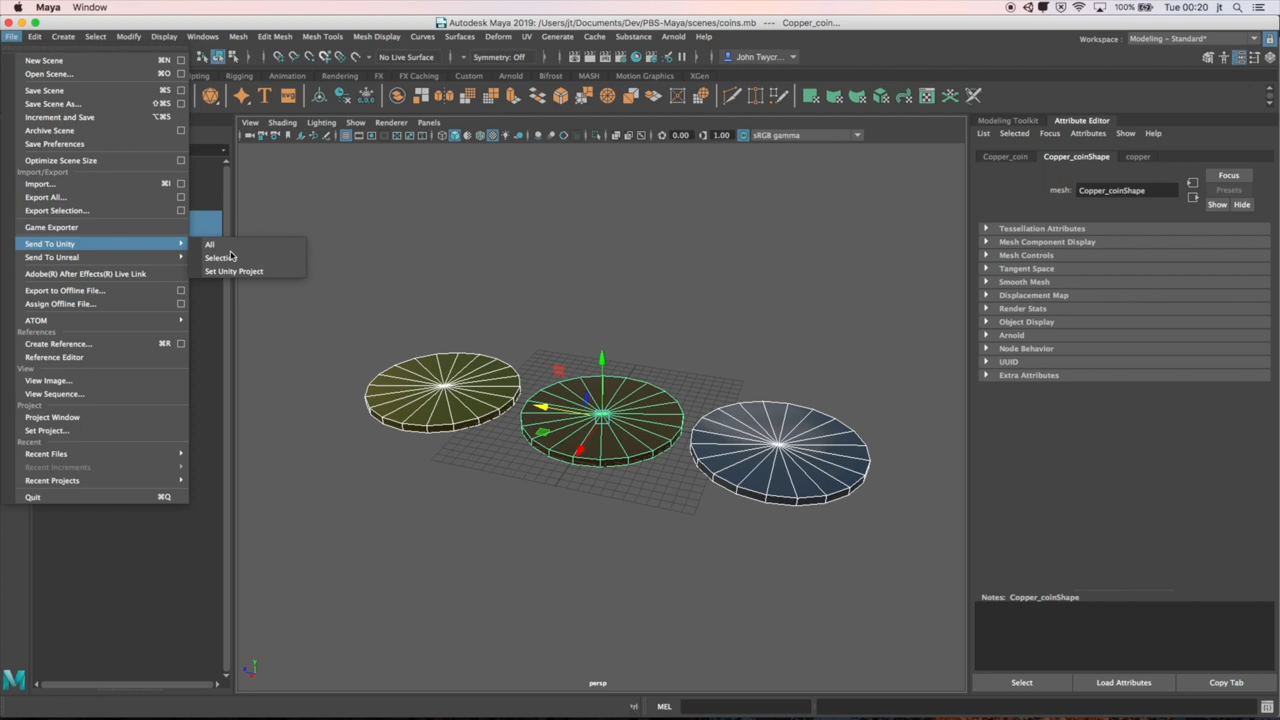 Maya Window
100% Tue 00:20 jt
Autodesk Maya 2019: /Users/jt/Documents/Dev/PBS-Maya/scenes/coins.mb --- Copper_coin...
File Edit Create Select Modify Display Windows Mesh Edit Mesh Mesh Tools Mesh Display Curves Surfaces Deform UV Generate Cache Substance Arnold Help
Workspace : Modeling - Standard*
No Live Surface Symmetry: Off John Twycr...
Rigging Animation Rendering FX FX Caching Custom Arnold Bifrost MASH Motion Graphics XGen
New Scene ⌘N
Open Scene... ⌘O
Save Scene ⌘S
Save Scene As... ⇧⌘S
Increment and Save ⌥⌘S
Archive Scene
Save Preferences
Optimize Scene Size
Import/Export
Import... ⌘I
Export All...
Export Selection...
Game Exporter
Send To Unity
Send To Unreal
Adobe(R) After Effects(R) Live Link
Export to Offline File...
Assign Offline File...
ATOM
References
Create Reference... ⌘R
Reference Editor
View
View Image...
View Sequence...
Project
Project Window
Set Project...
Recent
Recent Files
Recent Increments
Recent Projects
Quit ⌘Q
All
Selection
Set Unity Project
View Shading Lighting Show Renderer Panels
0.00 1.00 sRGB gamma
persp
Modeling Toolkit Attribute Editor
List Selected Focus Attributes Show Help
Copper_coin Copper_coinShape copper
mesh: Copper_coinShape
Focus
Presets
Show Hide
Tessellation Attributes
Mesh Component Display
Mesh Controls
Tangent Space
Smooth Mesh
Displacement Map
Render Stats
Object Display
Arnold
Node Behavior
UUID
Extra Attributes
Notes: Copper_coinShape
Select Load Attributes Copy Tab
MEL